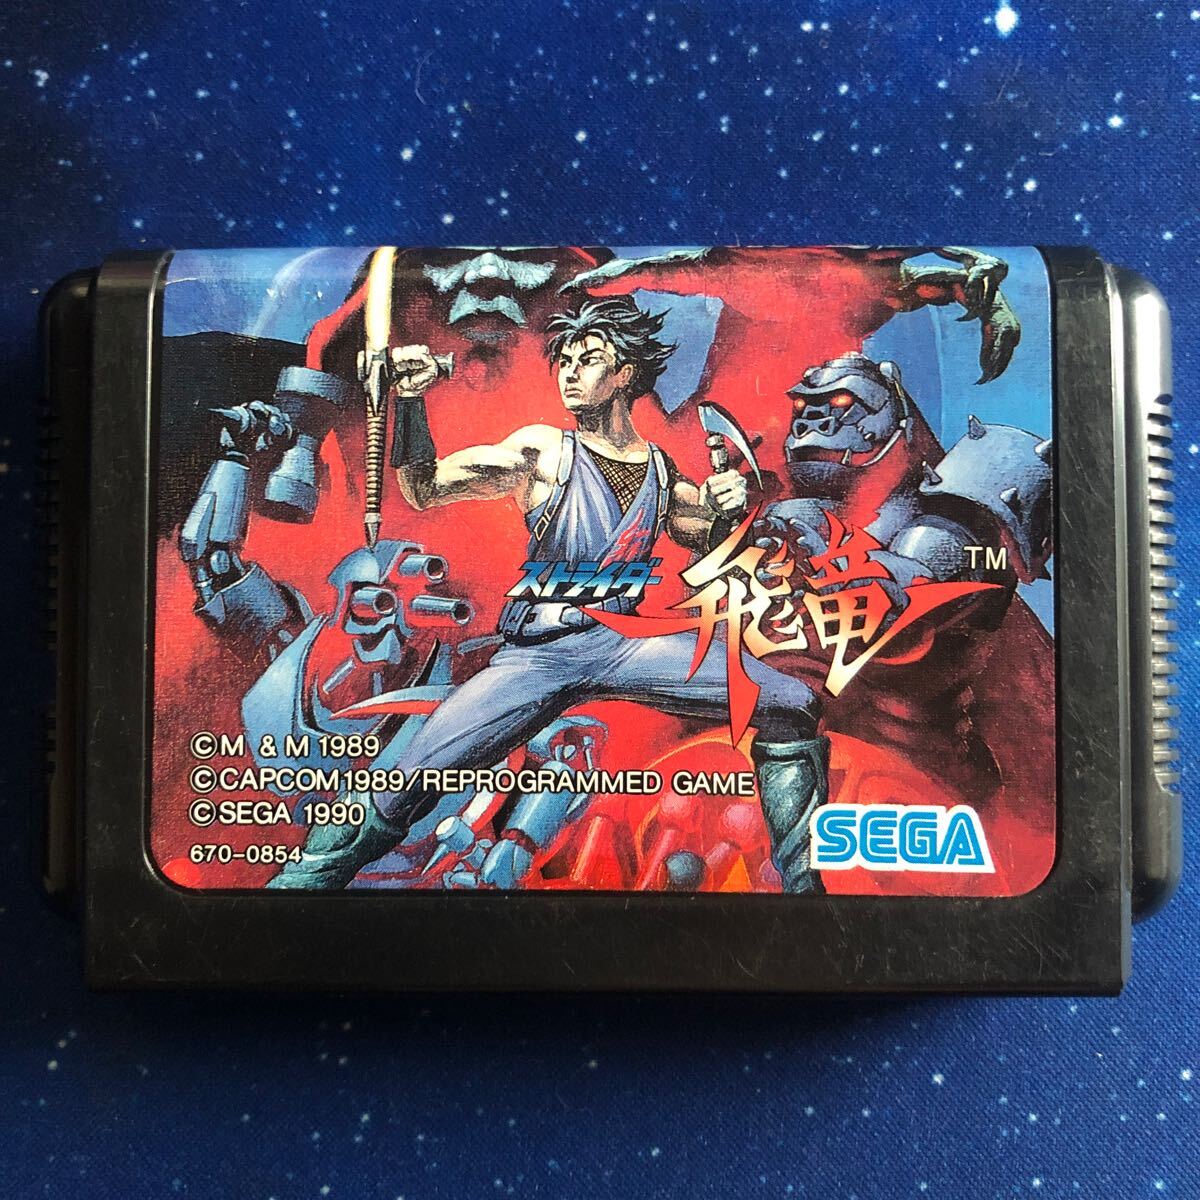 ストライダー 飛竜 TM
©M & M 1989
©CAPCOM 1989/REPROGRAMMED GAME
©SEGA 1990
670-0854
SEGA